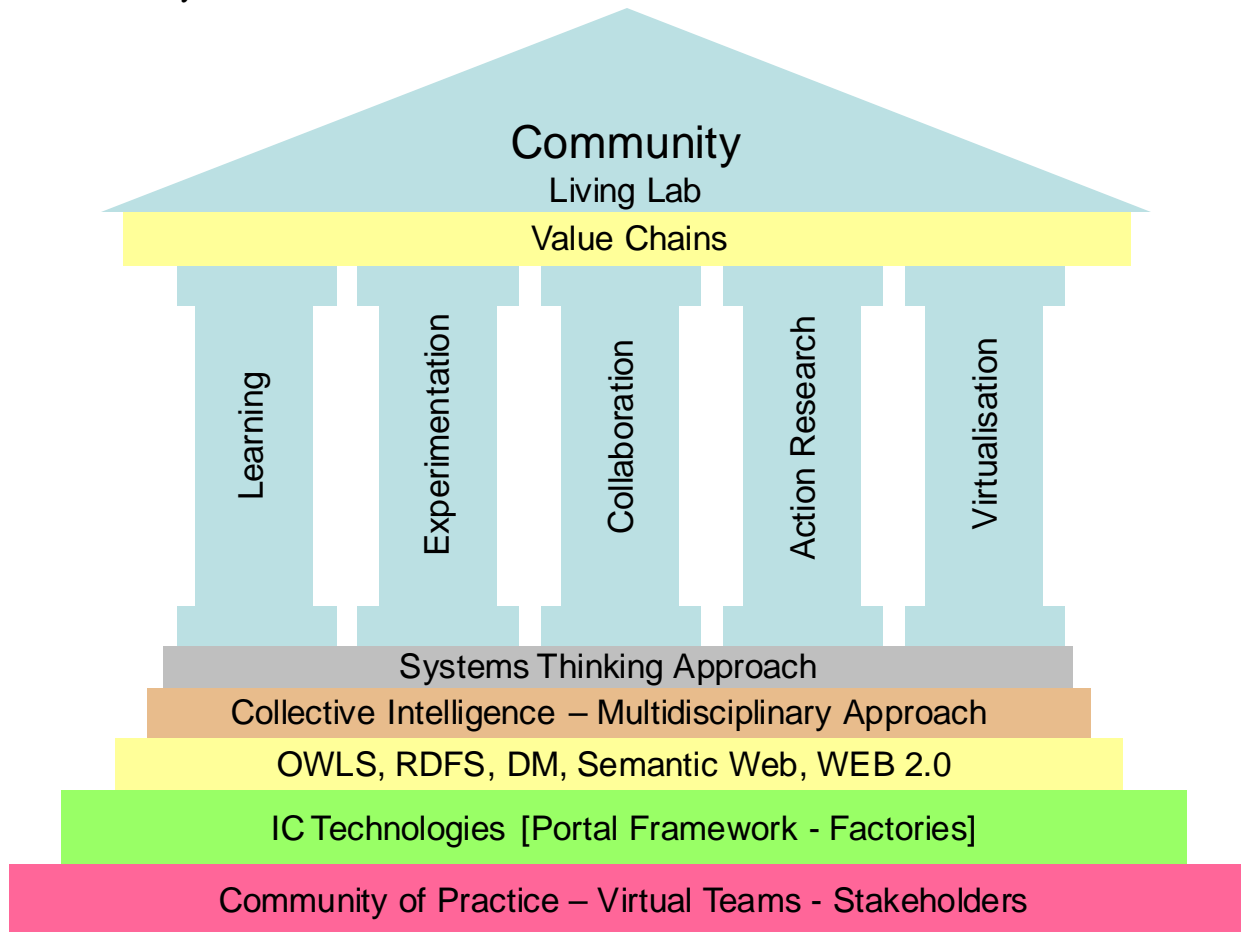 Community
Living Lab
Value Chains
Learning
Experimentation
Collaboration
Action Research
Virtualisation
Systems Thinking Approach
Collective Intelligence – Multidisciplinary Approach
OWLS, RDFS, DM, Semantic Web, WEB 2.0
IC Technologies [Portal Framework - Factories]
Community of Practice – Virtual Teams - Stakeholders